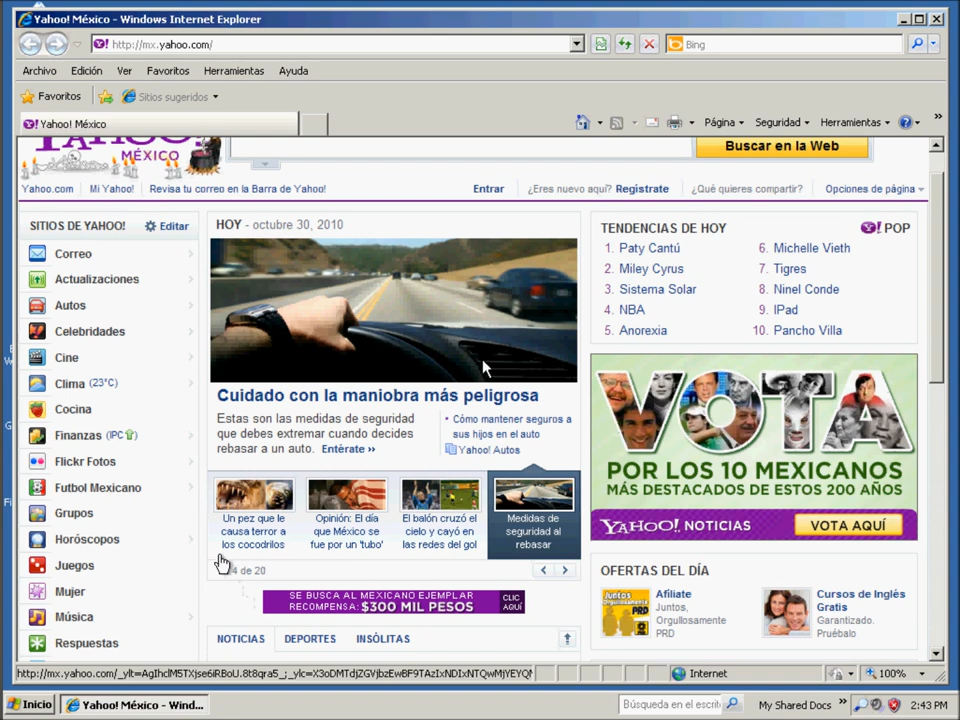 Yahoo! México - Windows Internet Explorer
http://mx.yahoo.com/
Bing
Archivo Edición Ver Favoritos Herramientas Ayuda
Favoritos Sitios sugeridos
Yahoo! México
Página Seguridad Herramientas »
MÉXICO
Buscar en la Web
Yahoo.com Mi Yahoo! Revisa tu correo en la Barra de Yahoo!
Entrar ¿Eres nuevo aquí? Regístrate ¿Qué quieres compartir? Opciones de página
SITIOS DE YAHOO! Editar
Correo
Actualizaciones
Autos
Celebridades
Cine
Clima (23°C)
Cocina
Finanzas (IPC)
Flickr Fotos
Futbol Mexicano
Grupos
Horóscopos
Juegos
Mujer
Música
Respuestas
HOY - octubre 30, 2010
Cuidado con la maniobra más peligrosa
Estas son las medidas de seguridad
que debes extremar cuando decides
rebasar a un auto. Entérate ››
• Cómo mantener seguros a
sus hijos en el auto
Yahoo! Autos
Un pez que le
causa terror a
los cocodrilos
Opinión: El día
que México se
fue por un 'tubo'
El balón cruzó el
cielo y cayó en
las redes del gol
Medidas de
seguridad al
rebasar
4 de 20
SE BUSCA AL MEXICANO EJEMPLAR
RECOMPENSA: $300 MIL PESOS
CLIC
AQUÍ
NOTICIAS DEPORTES INSÓLITAS
TENDENCIAS DE HOY Y! POP
1. Paty Cantú
2. Miley Cyrus
3. Sistema Solar
4. NBA
5. Anorexia
6. Michelle Vieth
7. Tigres
8. Ninel Conde
9. IPad
10. Pancho Villa
VOTA
POR LOS 10 MEXICANOS
MÁS DESTACADOS DE ESTOS 200 AÑOS
YAHOO! NOTICIAS VOTA AQUÍ
OFERTAS DEL DÍA
Juntos
Orgullosamente
PRD
Afiliate
Juntos,
Orgullosamente
PRD
Cursos de Inglés
Gratis
Garantizado.
Pruébalo
Internet 100%
Inicio Yahoo! México - Wind...
Búsqueda en el escrit
My Shared Docs » 2:43 PM